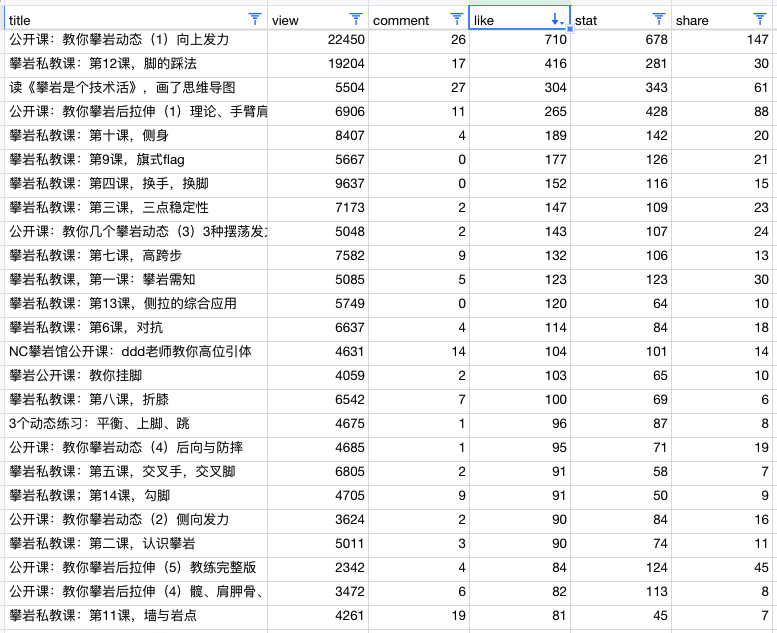 title view comment like stat share
公开课：教你攀岩动态（1）向上发力 22450 26 710 678 147
攀岩私教课：第12课，脚的踩法 19204 17 416 281 30
读《攀岩是个技术活》，画了思维导图 5504 27 304 343 61
公开课：教你攀岩后拉伸（1）理论、手臂肩 6906 11 265 428 88
攀岩私教课：第十课，侧身 8407 4 189 142 20
攀岩私教课：第9课，旗式flag 5667 0 177 126 21
攀岩私教课：第四课，换手，换脚 9637 0 152 116 15
攀岩私教课：第三课，三点稳定性 7173 2 147 109 23
公开课：教你几个攀岩动态（3）3种摆荡发力 5048 2 143 107 24
攀岩私教课：第七课，高跨步 7582 9 132 106 13
攀岩私教课，第一课：攀岩需知 5085 5 123 123 30
攀岩私教课：第13课，侧拉的综合应用 5749 0 120 64 10
攀岩私教课：第6课，对抗 6637 4 114 84 18
NC攀岩馆公开课：ddd老师教你高位引体 4631 14 104 101 14
攀岩公开课：教你挂脚 4059 2 103 65 10
攀岩私教课：第八课，折膝 6542 7 100 69 6
3个动态练习：平衡、上脚、跳 4675 1 96 87 8
公开课：教你攀岩动态（4）后向与防摔 4685 1 95 71 19
攀岩私教课：第五课，交叉手，交叉脚 6805 2 91 58 7
攀岩私教课；第14课，勾脚 4705 9 91 50 9
公开课：教你攀岩动态（2）侧向发力 3624 2 90 84 16
攀岩私教课：第二课，认识攀岩 5011 3 90 74 11
公开课：教你攀岩后拉伸（5）教练完整版 2342 4 84 124 45
公开课：教你攀岩后拉伸（4）髋、肩胛骨、 3472 6 82 113 8
攀岩私教课：第11课，墙与岩点 4261 19 81 45 7